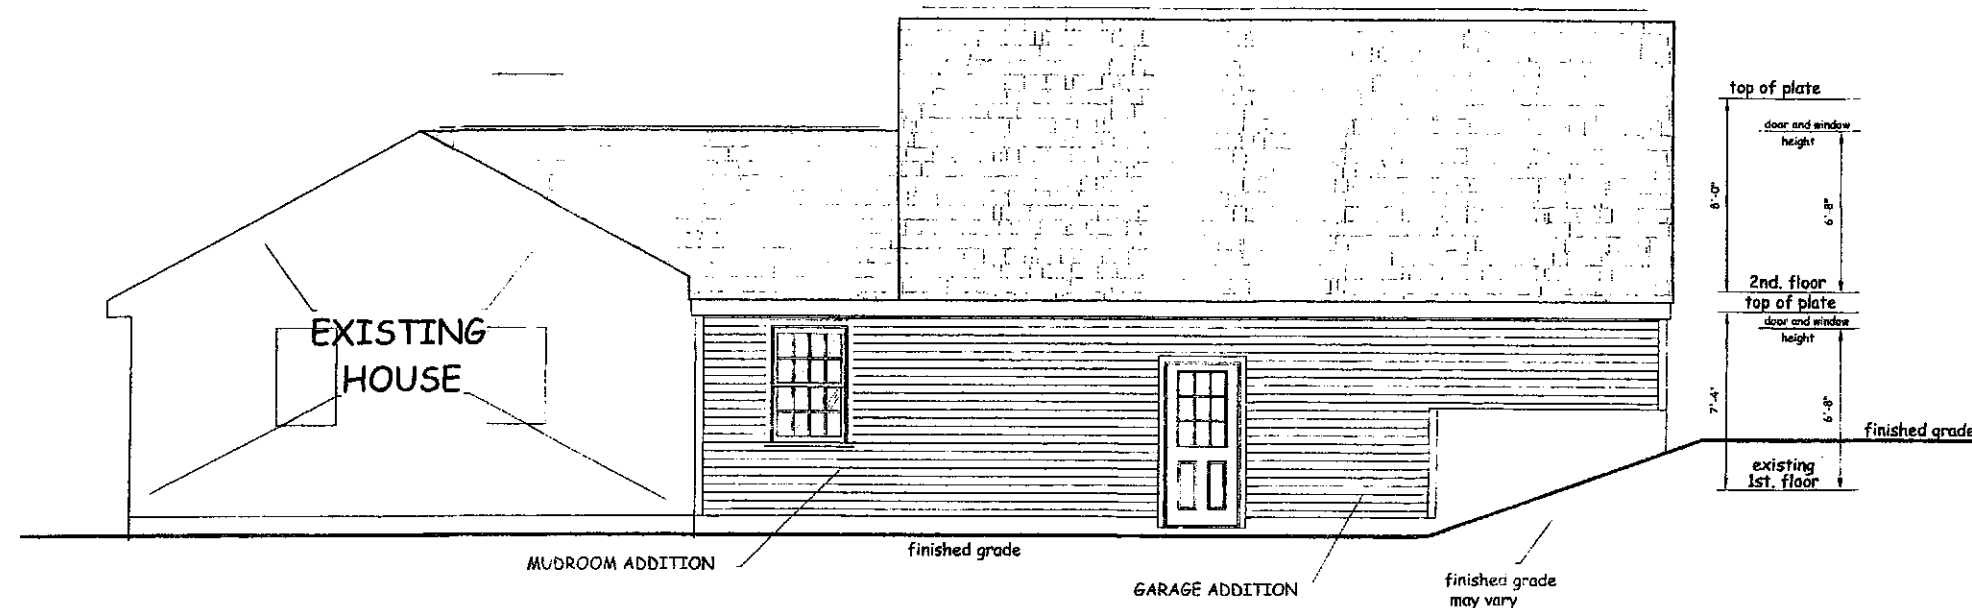 top of plate
door and window
height
8'-0"
6'-8"
2nd. floor
top of plate
door and window
height
7'-4"
6'-8"
existing
1st. floor
finished grade
EXISTING
HOUSE
MUDROOM ADDITION
finished grade
GARAGE ADDITION
finished grade
may vary